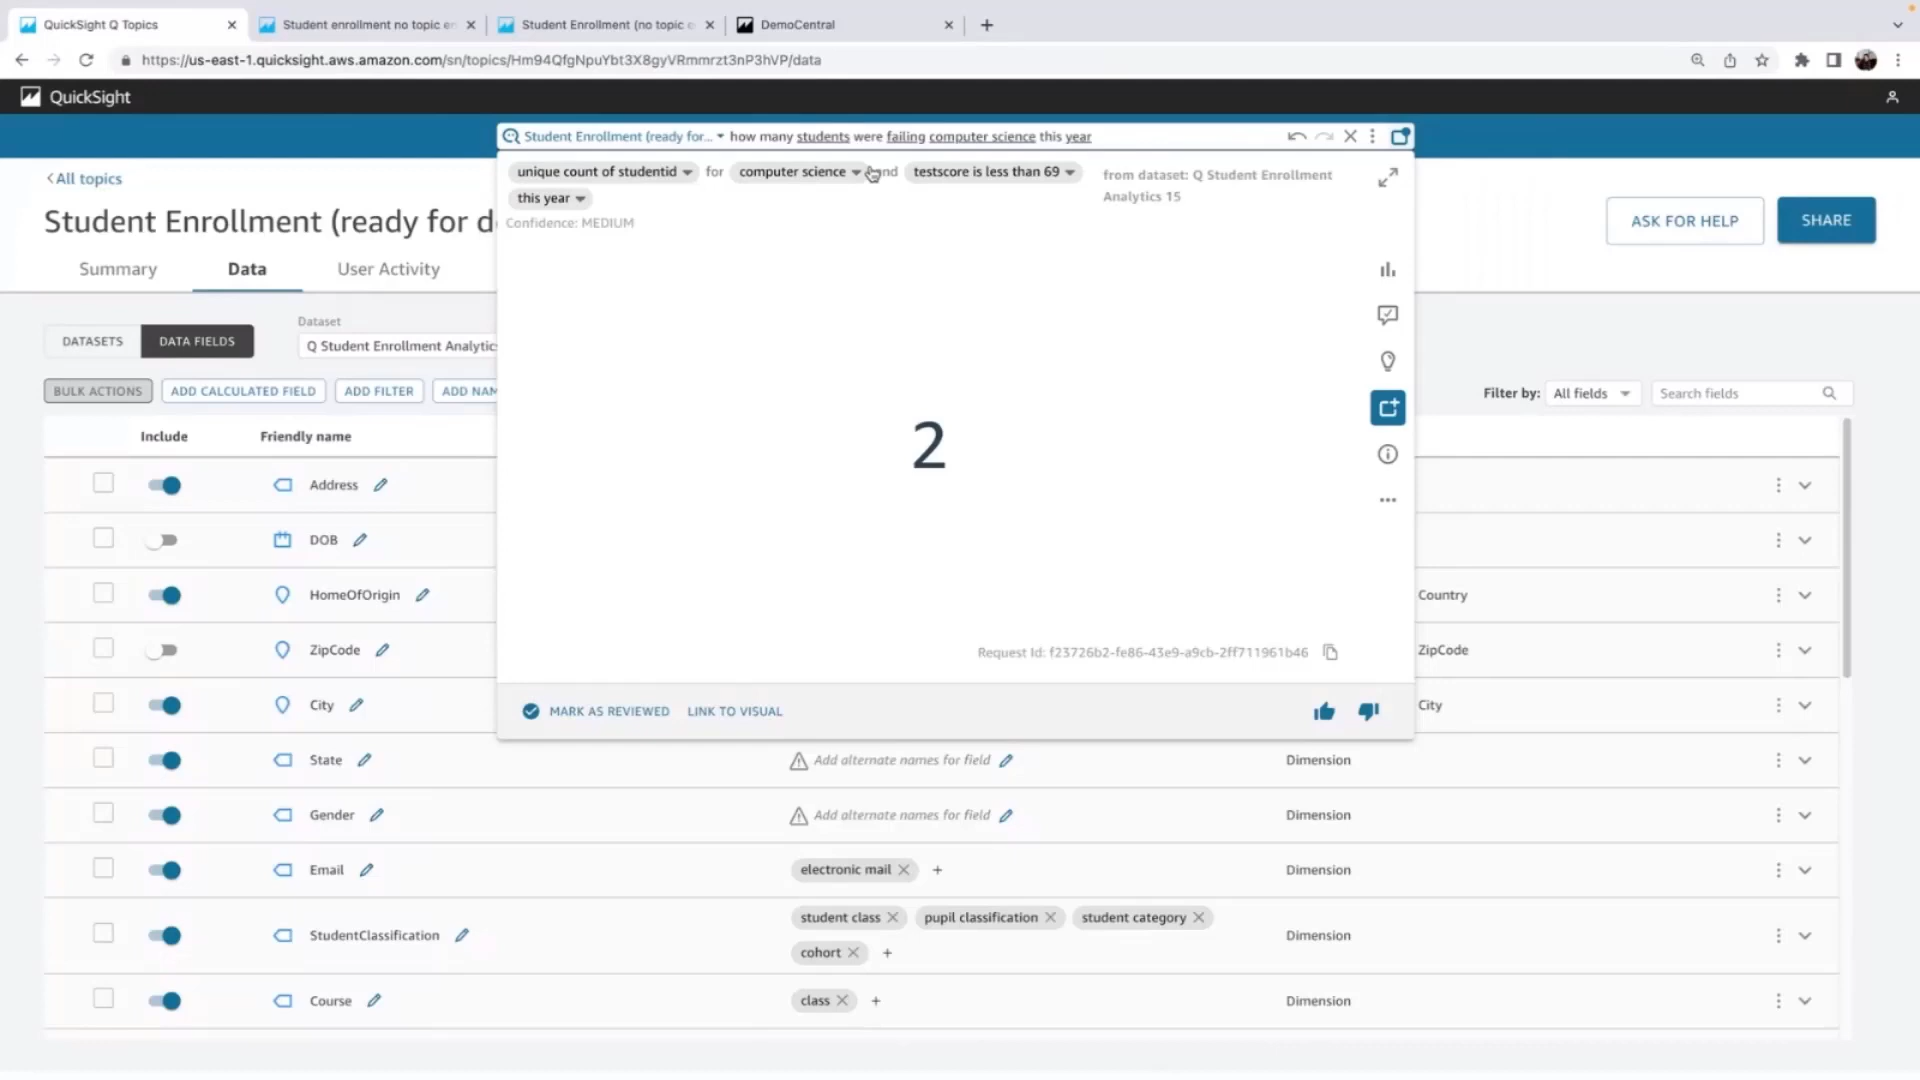 QuickSight Q Topics
Student enrollment no topic en
Student Enrollment (no topic e
DemoCentral
https://us-east-1.quicksight.aws.amazon.com/sn/topics/Hm94QfgNpuYbt3X8gyVRmmrzt3nP3hVP/data
QuickSight
Student Enrollment (ready for... how many students were failing computer science this year
unique count of studentid for computer science and testscore is less than 69
this year
from dataset: Q Student Enrollment
Analytics 15
Confidence: MEDIUM
2
Request Id: f23726b2-fe86-43e9-a9cb-2ff711961b46
MARK AS REVIEWED LINK TO VISUAL
All topics
Student Enrollment (ready for d
ASK FOR HELP SHARE
Summary Data User Activity
DATASETS DATA FIELDS
Dataset
Q Student Enrollment Analytics
BULK ACTIONS ADD CALCULATED FIELD ADD FILTER ADD NAM
Filter by: All fields Search fields
Include Friendly name
Address
DOB
HomeOfOrigin Country
ZipCode ZipCode
City City
State Add alternate names for field Dimension
Gender Add alternate names for field Dimension
Email electronic mail Dimension
StudentClassification student class pupil classification student category Dimension
cohort
Course class Dimension